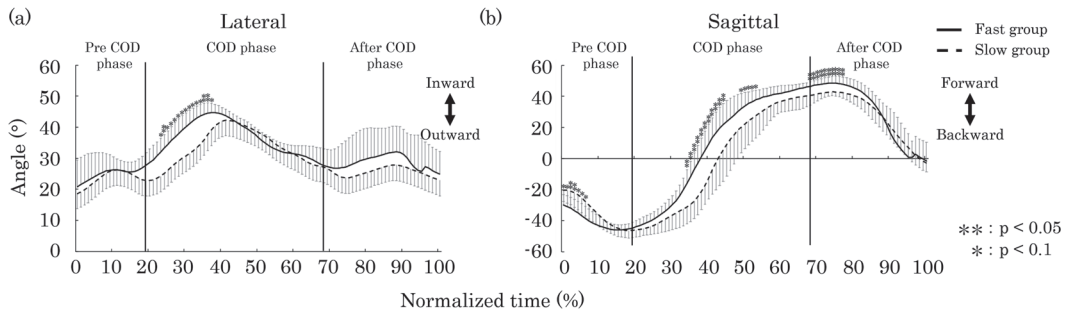 (a)
Lateral
Pre COD
phase
COD phase
After COD
phase
Inward
Outward
60
50
40
30
20
10
0
Angle (°)
0 10 20 30 40 50 60 70 80 90 100
(b)
Sagittal
Pre COD
phase
COD phase
After COD
phase
Fast group
Slow group
Forward
Backward
60
40
20
0
-20
-40
-60
0 10 20 30 40 50 60 70 80 90 100
** : p < 0.05
* : p < 0.1
Normalized time (%)